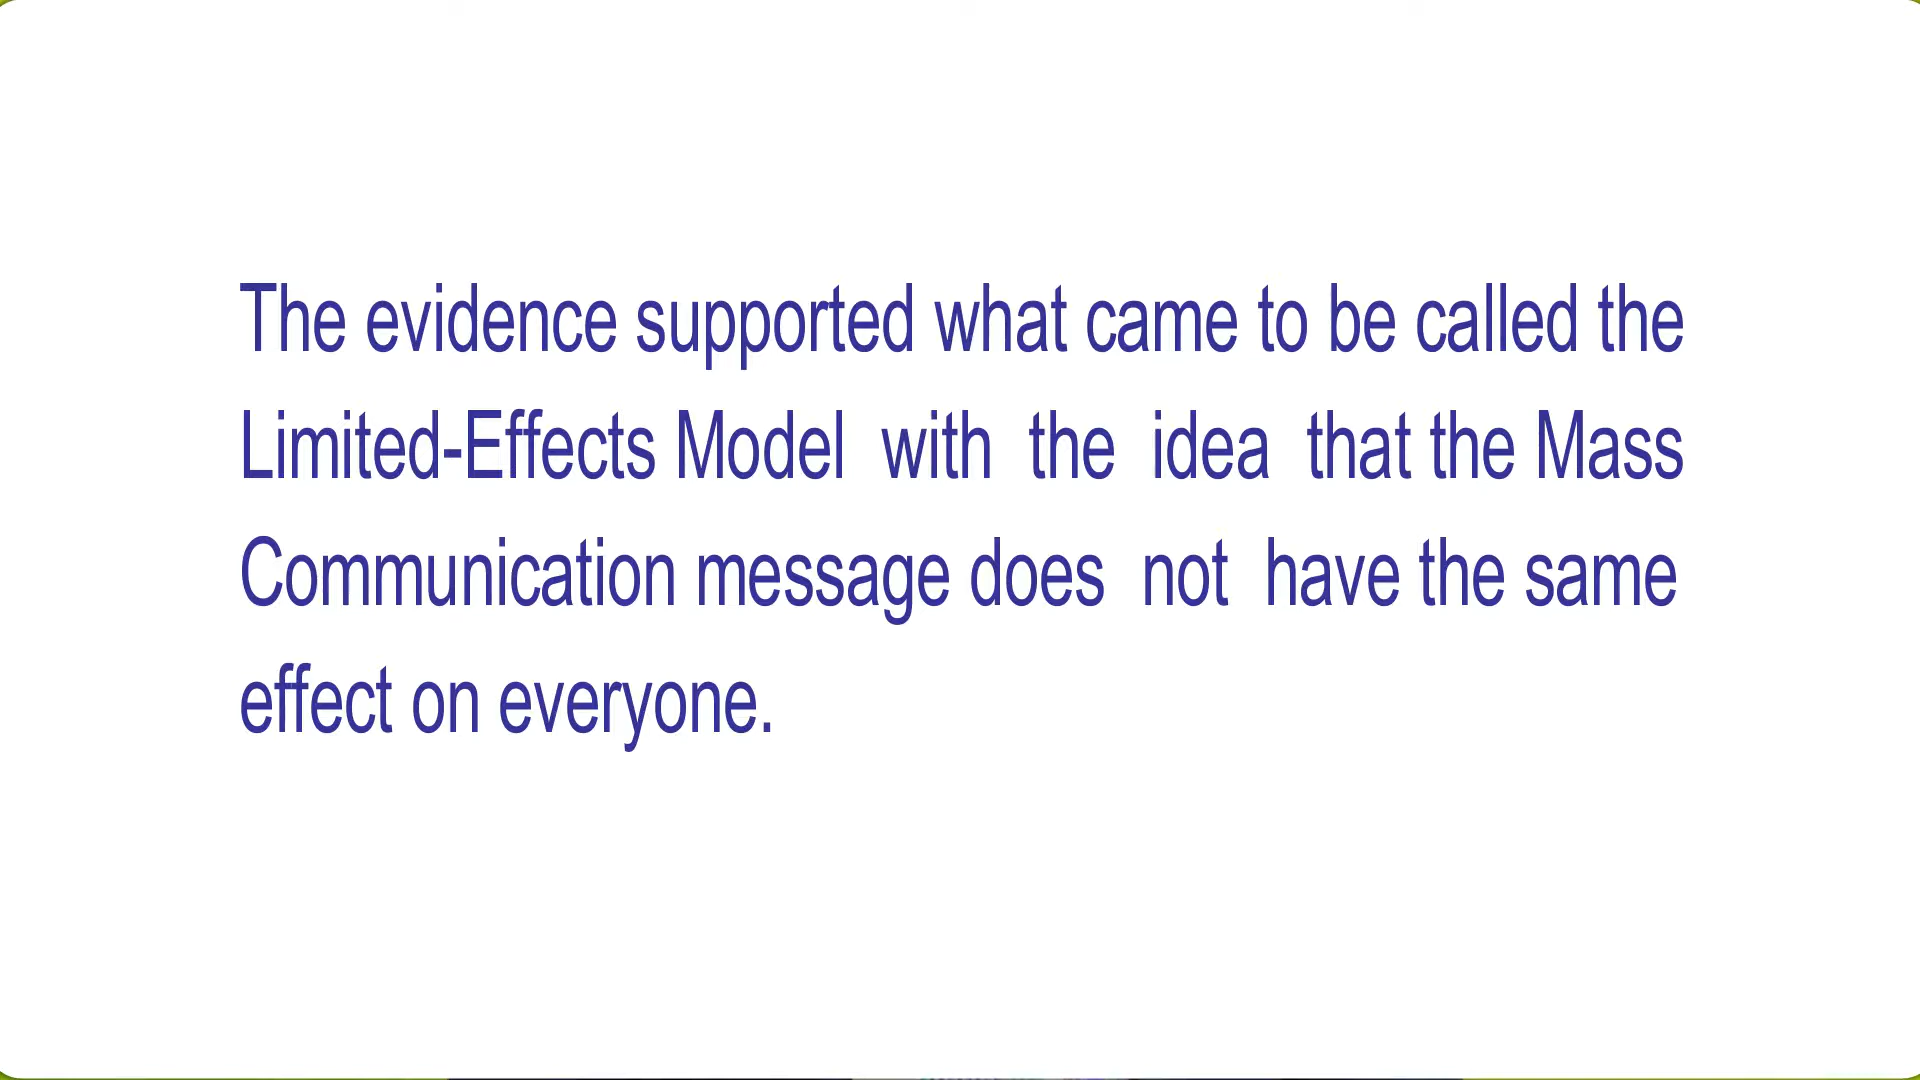 The evidence supported what came to be called the
Limited-Effects Model with the idea that the Mass
Communication message does not have the same
effect on everyone.